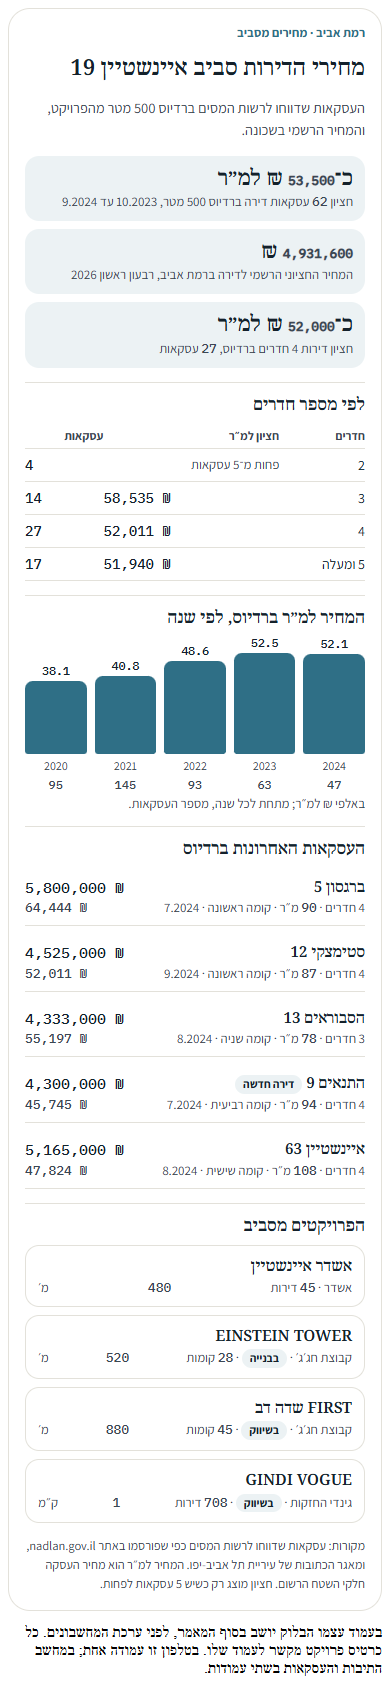 רמת אביב · מחירים מסביב
מחירי הדירות סביב איינשטיין 19
העסקאות שדווחו לרשות המסים ברדיוס 500 מטר מהפרויקט,
והמחיר הרשמי בשכונה.
כ־53,500 ₪ למ״ר
חציון 62 עסקאות דירה ברדיוס 500 מטר, 10.2023 עד 9.2024
4,931,600 ₪
המחיר החציוני הרשמי לדירה ברמת אביב, רבעון ראשון 2026
כ־52,000 ₪ למ״ר
חציון דירות 4 חדרים ברדיוס, 27 עסקאות
לפי מספר חדרים
חדרים חציון למ״ר עסקאות
2 פחות מ־5 עסקאות 4
3 58,535 ₪ 14
4 52,011 ₪ 27
5 ומעלה 51,940 ₪ 17
המחיר למ״ר ברדיוס, לפי שנה
38.1 40.8 48.6 52.5 52.1
2020 2021 2022 2023 2024
95 145 93 63 47
באלפי ₪ למ״ר; מתחת לכל שנה, מספר העסקאות.
העסקאות האחרונות ברדיוס
ברגסון 5 5,800,000 ₪
4 חדרים · 90 מ״ר · קומה ראשונה · 7.2024 64,444 ₪
סטימצקי 12 4,525,000 ₪
4 חדרים · 87 מ״ר · קומה ראשונה · 9.2024 52,011 ₪
הסבוראים 13 4,333,000 ₪
3 חדרים · 78 מ״ר · קומה שניה · 8.2024 55,197 ₪
התנאים 9 דירה חדשה 4,300,000 ₪
4 חדרים · 94 מ״ר · קומה רביעית · 7.2024 45,745 ₪
איינשטיין 63 5,165,000 ₪
4 חדרים · 108 מ״ר · קומה שישית · 8.2024 47,824 ₪
הפרויקטים מסביב
אשדר איינשטיין
אשדר · 45 דירות 480 מ׳
EINSTEIN TOWER
קבוצת חג׳ג׳ · בבנייה · 28 קומות 520 מ׳
FIRST שדה דב
קבוצת חג׳ג׳ · בשיווק · 45 קומות 880 מ׳
GINDI VOGUE
גינדי החזקות · בשיווק · 708 דירות 1 ק״מ
מקורות: עסקאות שדווחו לרשות המסים כפי שפורסמו באתר nadlan.gov.il,
ומאגר הכתובות של עיריית תל אביב-יפו. המחיר למ״ר הוא מחיר העסקה
חלקי השטח הרשום. חציון מוצג רק כשיש 5 עסקאות לפחות.
בעמוד עצמו הבלוק יושב בסוף המאמר, לפני ערכת המחשבונים. כל
כרטיס פרויקט מקשר לעמוד שלו. בטלפון זו עמודה אחת; במחשב
התיבות והעסקאות בשתי עמודות.